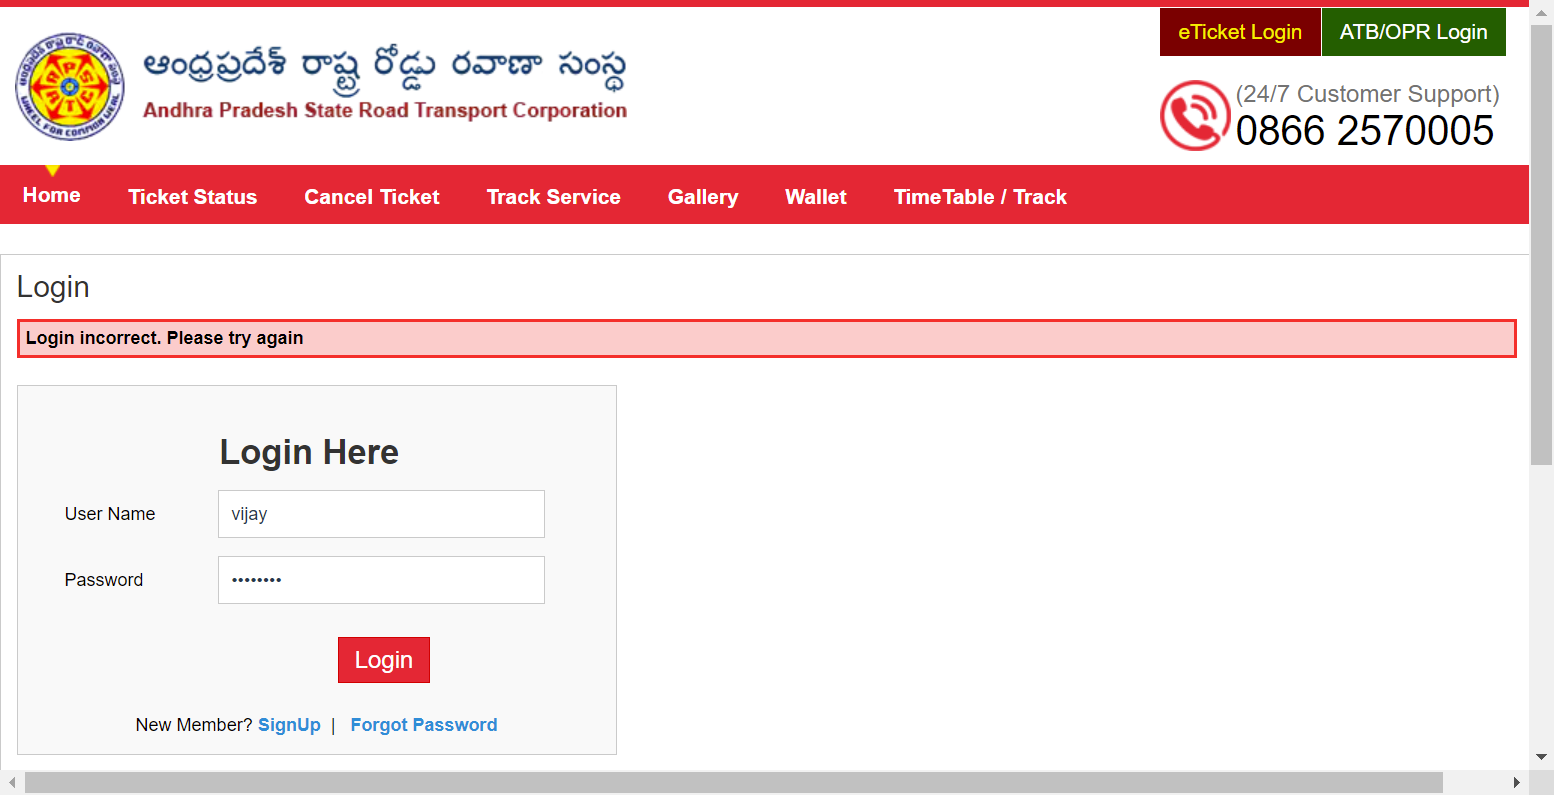 eTicket Login
ATB/OPR Login
ఆంధ్రప్రదేశ్ రాష్ట్ర రోడ్డు రవాణా సంస్థ
Andhra Pradesh State Road Transport Corporation
(24/7 Customer Support)
0866 2570005
Home Ticket Status Cancel Ticket Track Service Gallery Wallet TimeTable / Track
Login
Login incorrect. Please try again
Login Here
User Name vijay
Password ••••••••
Login
New Member? SignUp | Forgot Password